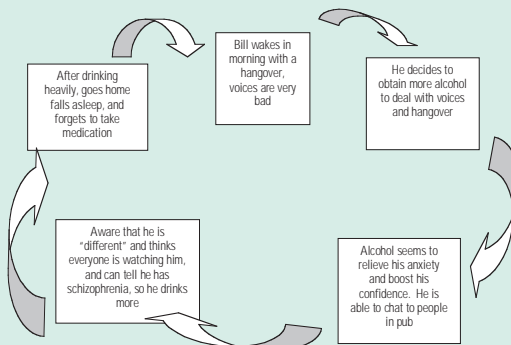 Bill wakes in
morning with a
hangover,
voices are very
bad
He decides to
obtain more alcohol
to deal with voices
and hangover
Alcohol seems to
relieve his anxiety
and boost his
confidence. He is
able to chat to people
in pub
Aware that he is
“different” and thinks
everyone is watching him,
and can tell he has
schizophrenia, so he drinks
more
After drinking
heavily, goes home
falls asleep, and
forgets to take
medication